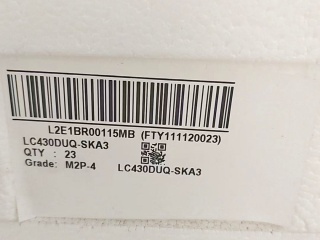 L2E1BR00115MB (FTY111120023)
LC430DUQ-SKA3
QTY : 23
Grade: M2P-4 LC430DUQ-SKA3